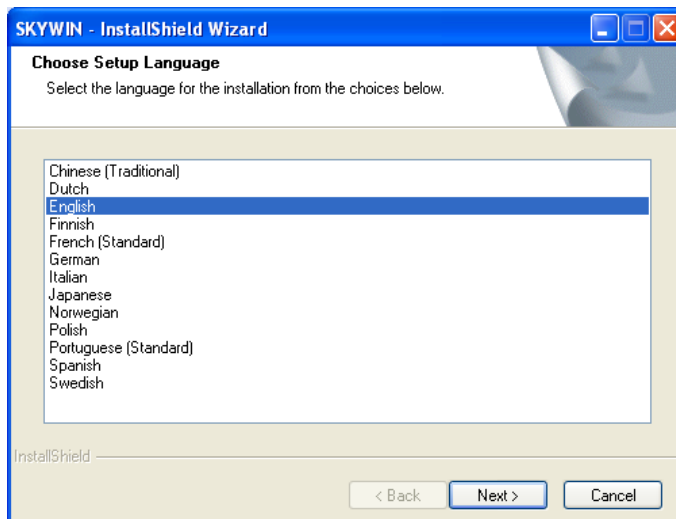 SKYWIN - InstallShield Wizard
Choose Setup Language
Select the language for the installation from the choices below.
Chinese (Traditional)
Dutch
English
Finnish
French (Standard)
German
Italian
Japanese
Norwegian
Polish
Portuguese (Standard)
Spanish
Swedish
InstallShield
< Back
Next >
Cancel